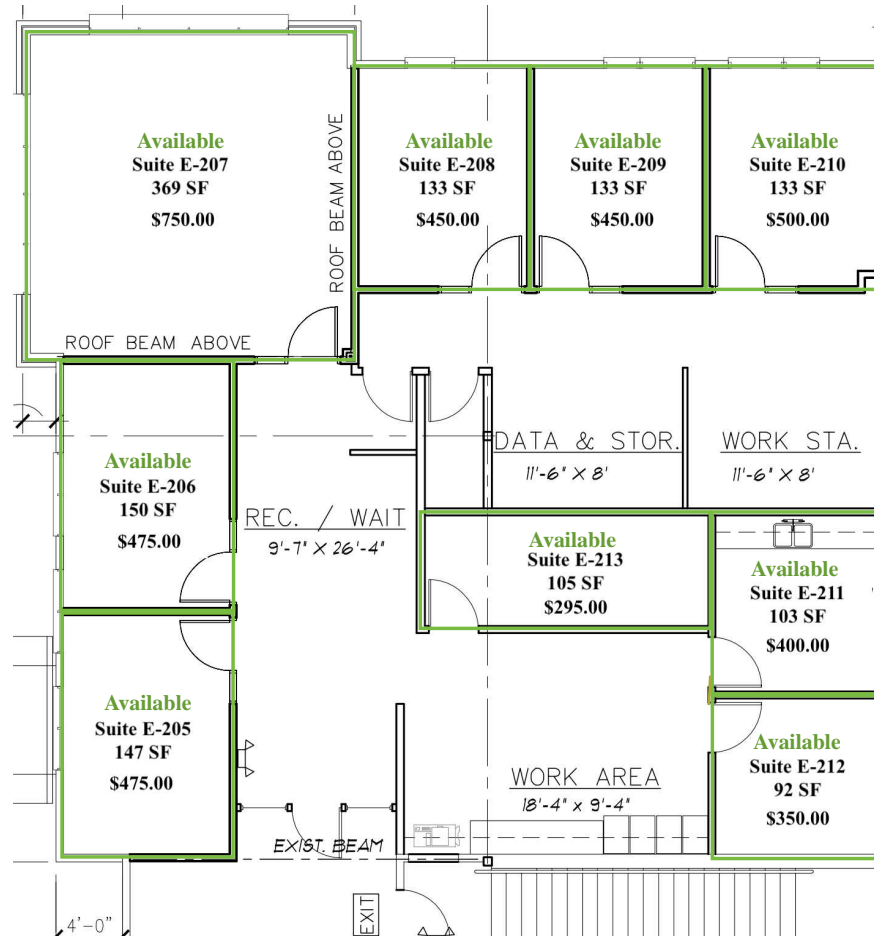 Available
Suite E-207
369 SF
$750.00
ROOF BEAM ABOVE
ROOF BEAM ABOVE
Available
Suite E-208
133 SF
$450.00
Available
Suite E-209
133 SF
$450.00
Available
Suite E-210
133 SF
$500.00
Available
Suite E-206
150 SF
$475.00
REC. / WAIT
9'-7" X 26'-4"
DATA & STOR.
11'-6" X 8'
WORK STA.
11'-6" X 8'
Available
Suite E-213
105 SF
$295.00
Available
Suite E-211
103 SF
$400.00
Available
Suite E-205
147 SF
$475.00
WORK AREA
18'-4" x 9'-4"
Available
Suite E-212
92 SF
$350.00
EXIST. BEAM
EXIT
4'-0"